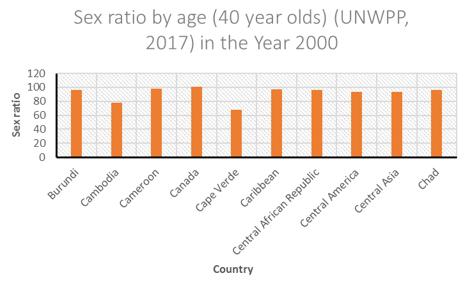 Sex ratio by age (40 year olds) (UNWPP,
2017) in the Year 2000
120
100
80
60
40
20
0
Sex ratio
Burundi
Cambodia
Cameroon
Canada
Cape Verde
Caribbean
Central African Republic
Central America
Central Asia
Chad
Country